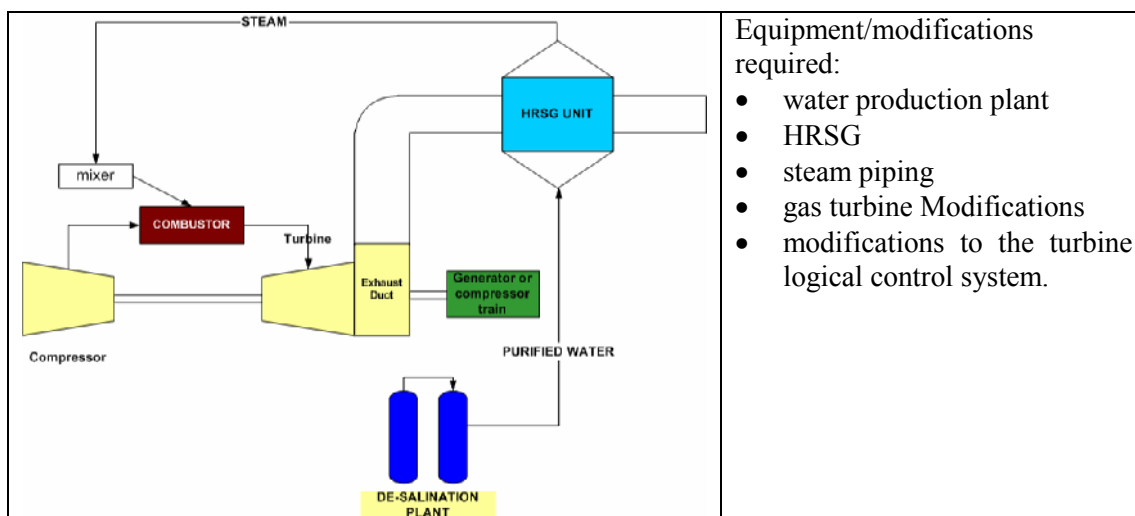 STEAM
HRSG UNIT
mixer
COMBUSTOR
Turbine
Exhaust
Duct
Generator or
compressor
train
Compressor
PURIFIED WATER
DE-SALINATION
PLANT
Equipment/modifications
required:
• water production plant
• HRSG
• steam piping
• gas turbine Modifications
• modifications to the turbine
logical control system.